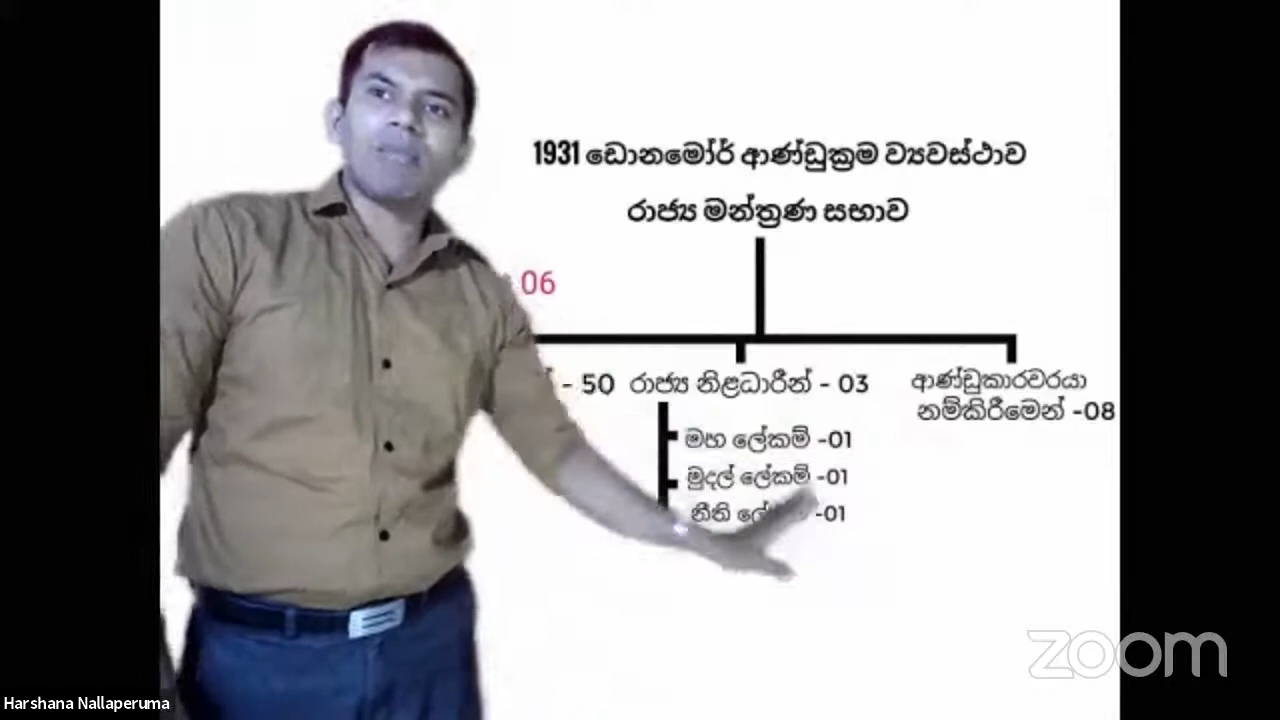 1931 ඩොනමෝර් ආණ්ඩුක්‍රම ව්‍යවස්ථාව
රාජ්‍ය මන්ත්‍රණ සභාව
06
- 50 රාජ්‍ය නිළධාරීන් - 03
ආණ්ඩුකාරවරයා
නම්කිරීමෙන් -08
මහ ලේකම් -01
මුදල් ලේකම් -01
නීති -01
zoom
Harshana Nallaperuma